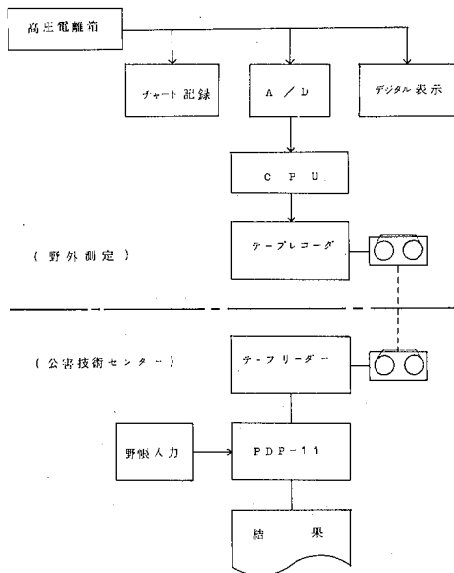 高圧電離箱
チャート記録
A/D
デジタル表示
CPU
テープレコーダ
(野外測定)
(公害技術センター)
テープリーダー
野帳入力
PDP-11
結果